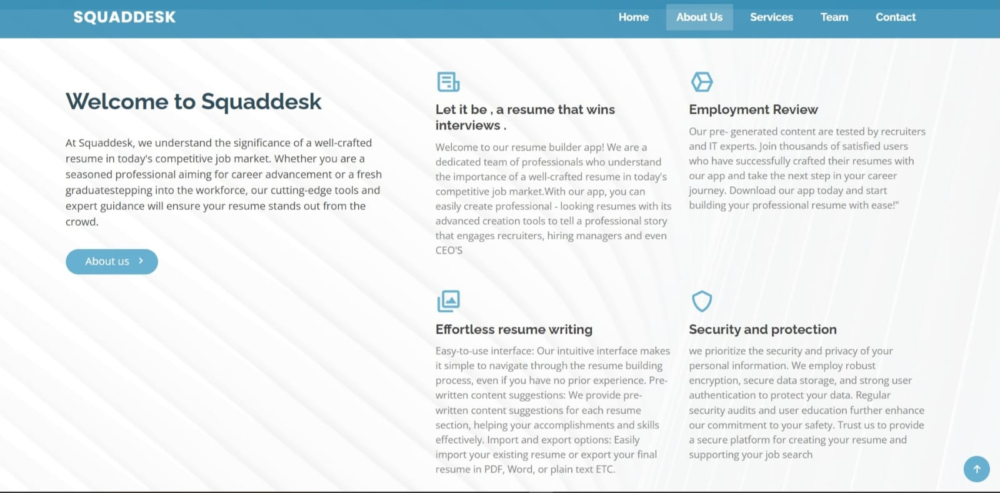 SQUADDESK
Home
About Us
Services
Team
Contact
Welcome to Squaddesk
At Squaddesk, we understand the significance of a well-crafted
resume in today's competitive job market. Whether you are a
seasoned professional aiming for career advancement or a fresh
graduatestepping into the workforce, our cutting-edge tools and
expert guidance will ensure your resume stands out from the
crowd.
About us
Let it be , a resume that wins
interviews .
Welcome to our resume builder app! We are a
dedicated team of professionals who understand
the importance of a well-crafted resume in today's
competitive job market.With our app, you can
easily create professional - looking resumes with its
advanced creation tools to tell a professional story
that engages recruiters, hiring managers and even
CEO'S
Employment Review
Our pre- generated content are tested by recruiters
and IT experts. Join thousands of satisfied users
who have successfully crafted their resumes with
our app and take the next step in your career
journey. Download our app today and start
building your professional resume with ease!"
Effortless resume writing
Easy-to-use interface: Our intuitive interface makes
it simple to navigate through the resume building
process, even if you have no prior experience. Pre-
written content suggestions: We provide pre-
written content suggestions for each resume
section, helping your accomplishments and skills
effectively. Import and export options: Easily
import your existing resume or export your final
resume in PDF, Word, or plain text ETC.
Security and protection
we prioritize the security and privacy of your
personal information. We employ robust
encryption, secure data storage, and strong user
authentication to protect your data. Regular
security audits and user education further enhance
our commitment to your safety. Trust us to provide
a secure platform for creating your resume and
supporting your job search